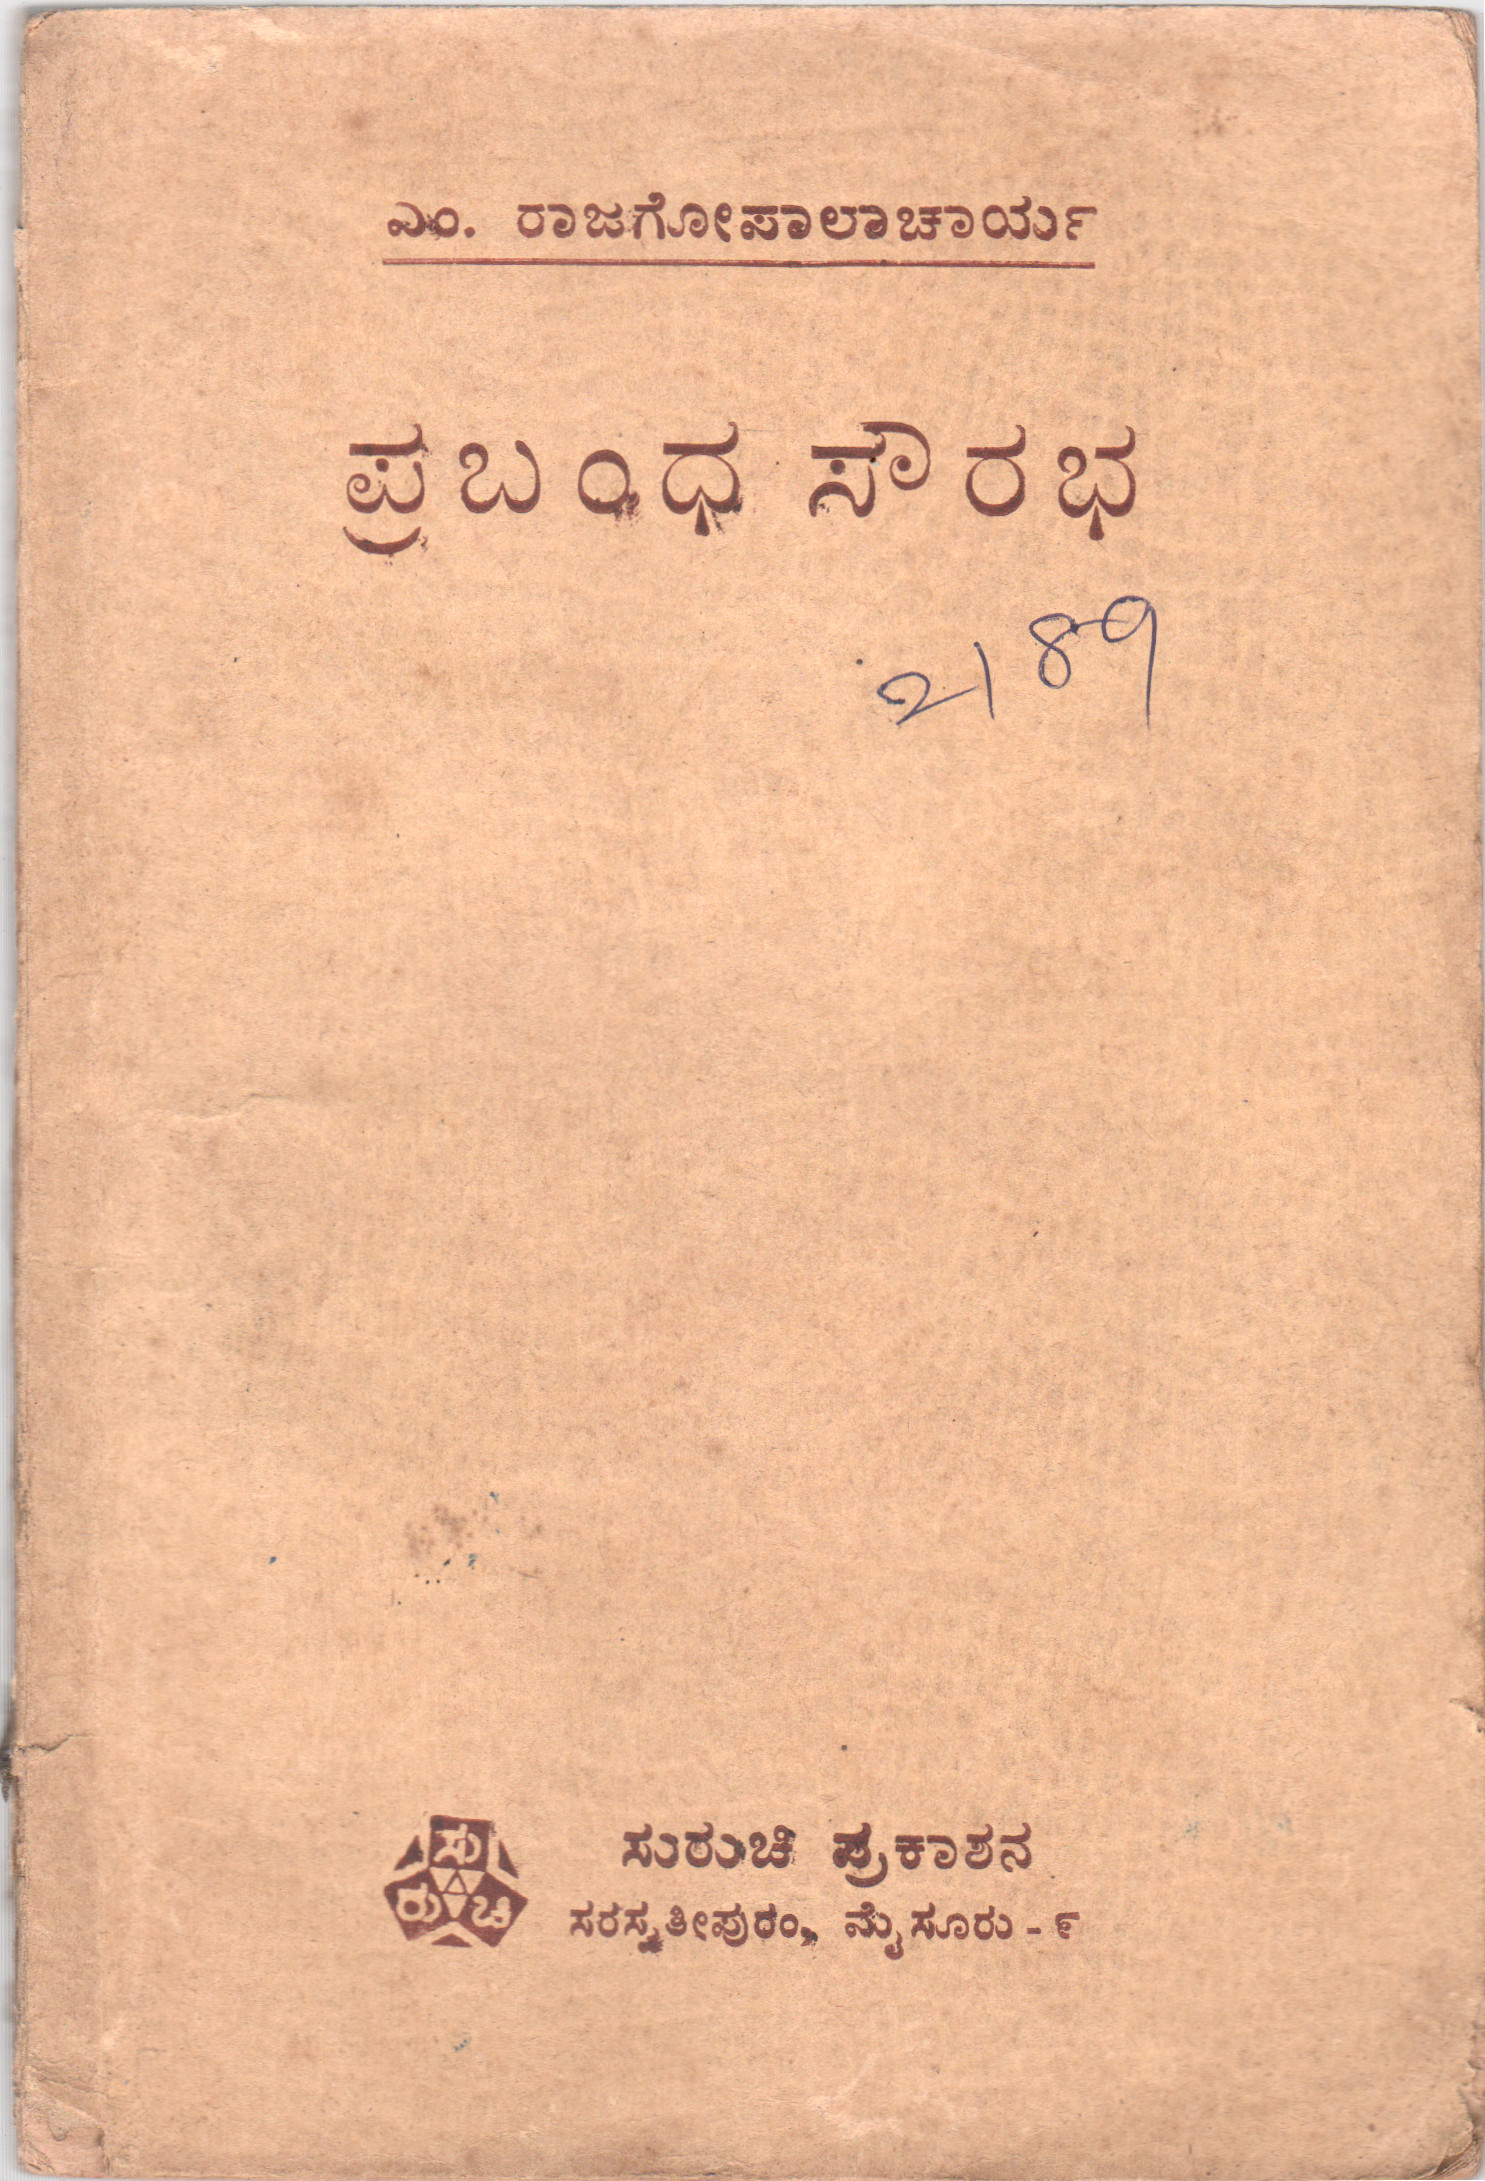 ಎಂ. ರಾಜಗೋಪಾಲಾಚಾರ್ಯ
ಪ್ರಬಂಧ ಸೌರಭ
2189
ಸು
ರು ಚಿ
ಸುರುಚಿ ಪ್ರಕಾಶನ
ಸರಸ್ವತೀಪುರಂ, ಮೈಸೂರು - ೯